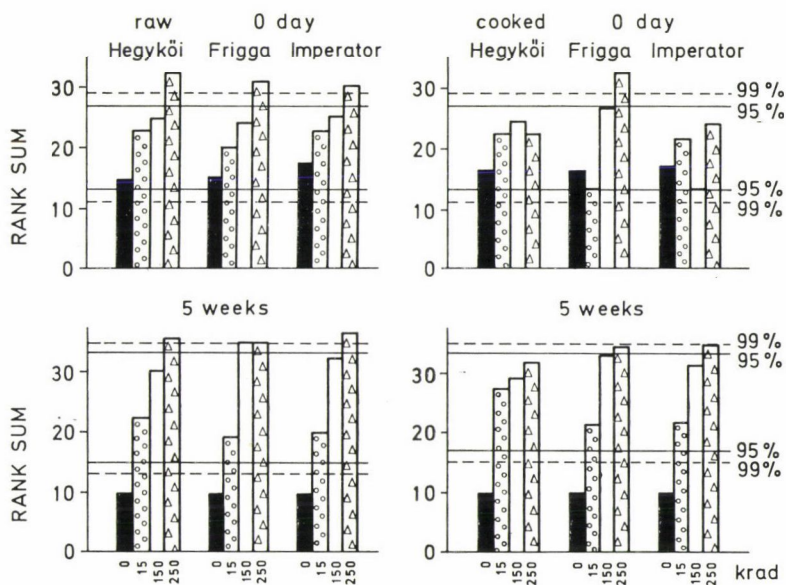 raw 0 day
Hegyköi Frigga Imperator
RANK SUM
30
20
10
0
cooked 0 day
Hegyköi Frigga Imperator
99 %
95 %
95 %
99 %
5 weeks
RANK SUM
30
20
10
0
0 15 150 250
0 15 150 250
0 15 150 250
5 weeks
99 %
95 %
95 %
99 %
0 15 150 250
0 15 150 250
0 15 150 250
krad